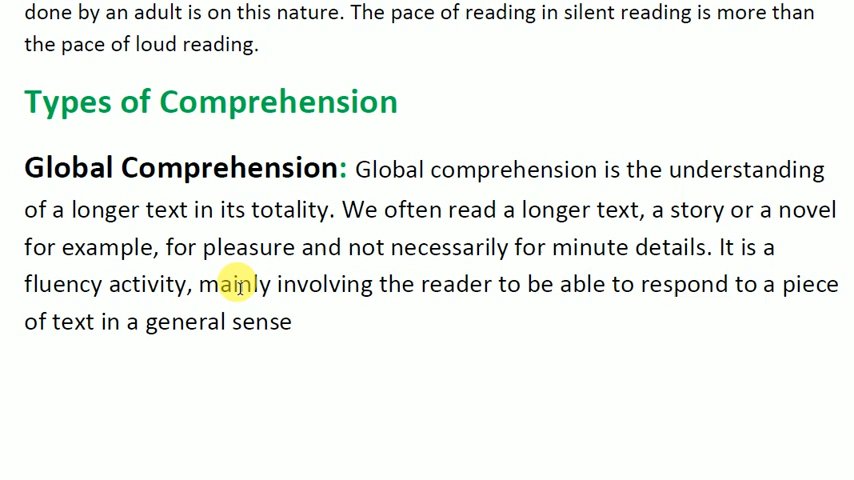 done by an adult is on this nature. The pace of reading in silent reading is more than
the pace of loud reading.
Types of Comprehension
Global Comprehension: Global comprehension is the understanding
of a longer text in its totality. We often read a longer text, a story or a novel
for example, for pleasure and not necessarily for minute details. It is a
fluency activity, mainly involving the reader to be able to respond to a piece
of text in a general sense